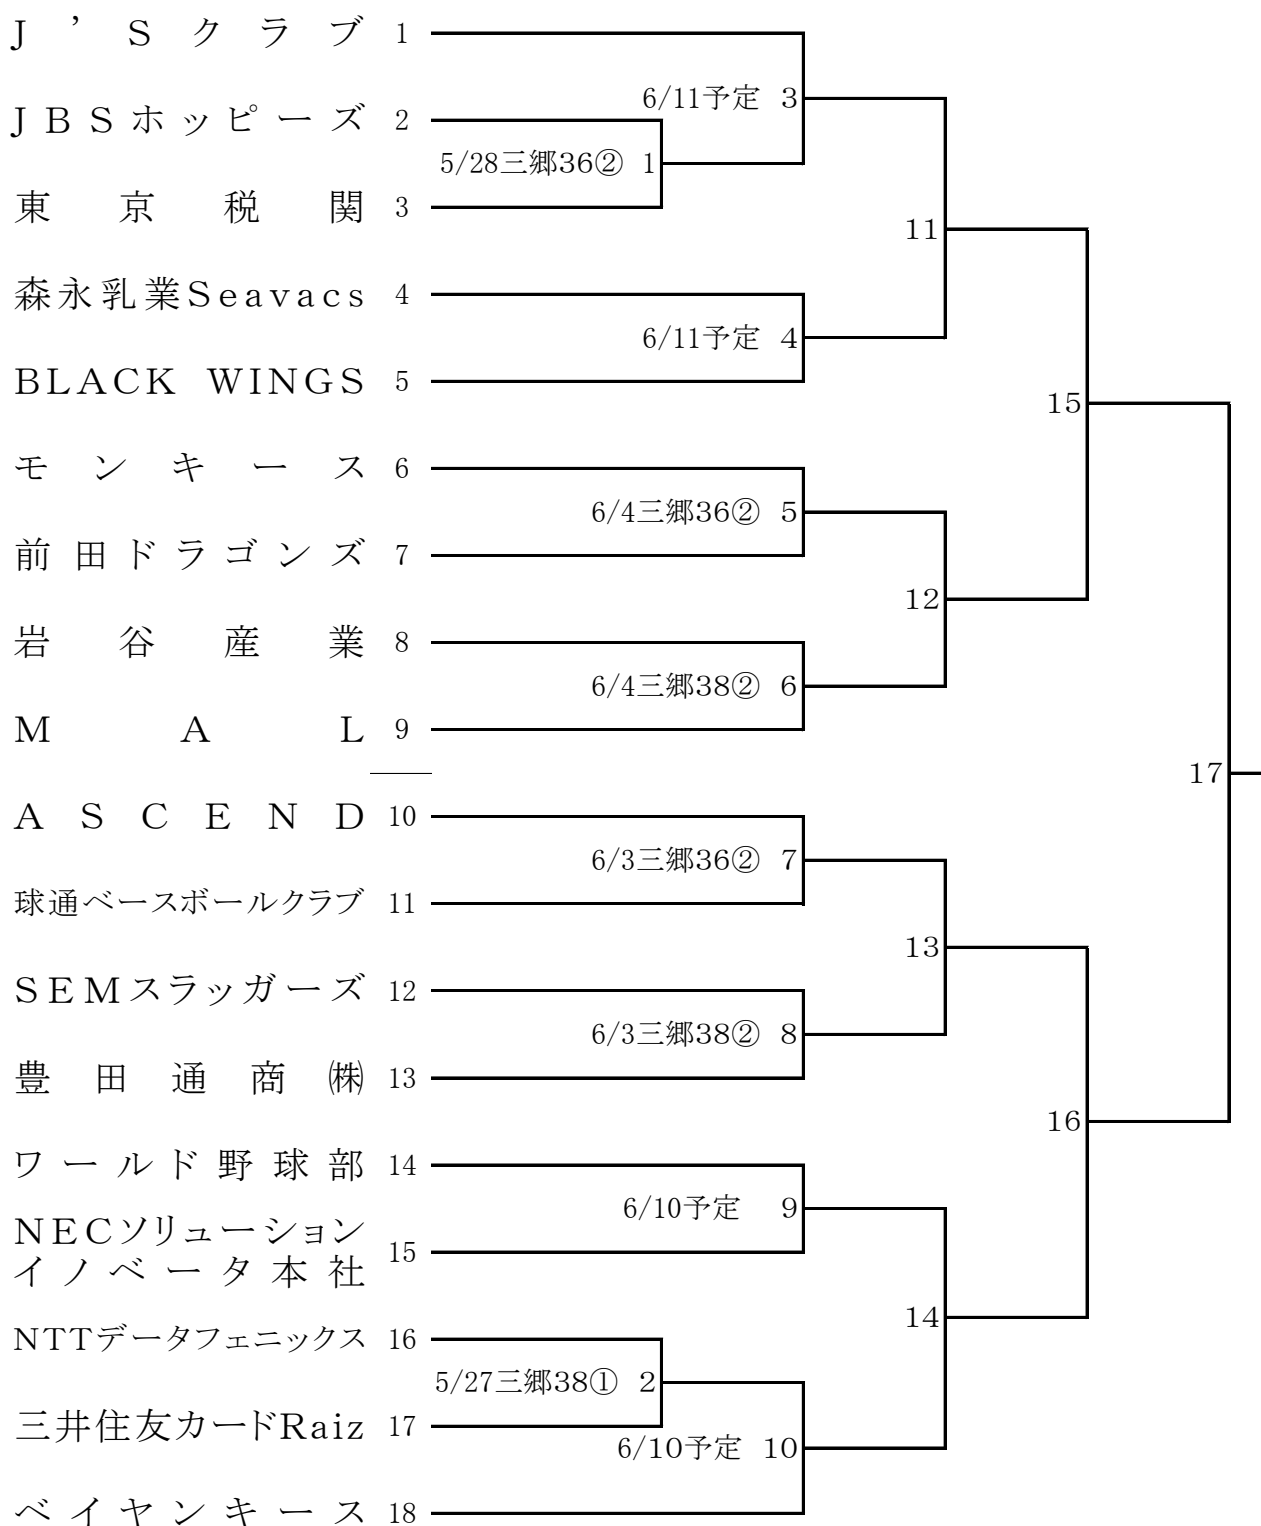 J'Sクラブ 1
6/11予定 3
JBSホッピーズ 2
5/28三郷36② 1
東京税関 3
11
森永乳業Seavacs 4
6/11予定 4
BLACK WINGS 5
15
モンキース 6
6/4三郷36② 5
前田ドラゴンズ 7
12
岩谷産業 8
6/4三郷38② 6
MAL 9
17
ASCEND 10
6/3三郷36② 7
球通ベースボールクラブ 11
13
SEMスラッガーズ 12
6/3三郷38② 8
豊田通商㈱ 13
16
ワールド野球部 14
6/10予定 9
NECソリューション
イノベータ本社 15
14
NTTデータフェニックス 16
5/27三郷38① 2
三井住友カードRaiz 17
6/10予定 10
ベイヤンキース 18